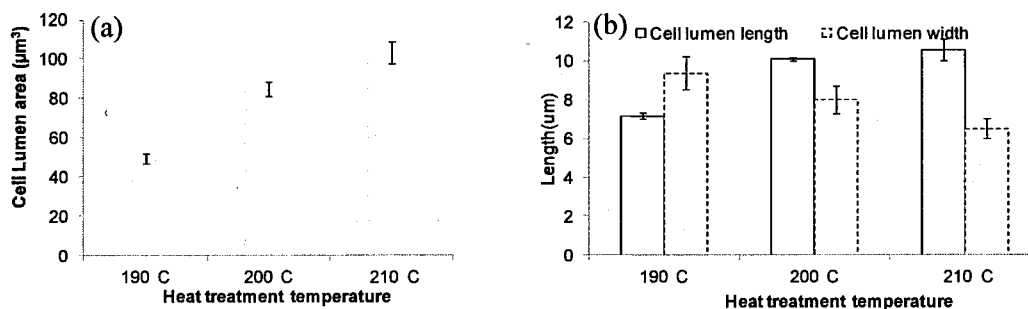 (a)
Cell Lumen area (µm³)
120
100
80
60
40
20
0
190 C 200 C 210 C
Heat treatment temperature
(b)
Cell lumen length Cell lumen width
Length(um)
12
10
8
6
4
2
0
190 C 200 C 210 C
Heat treatment temperature